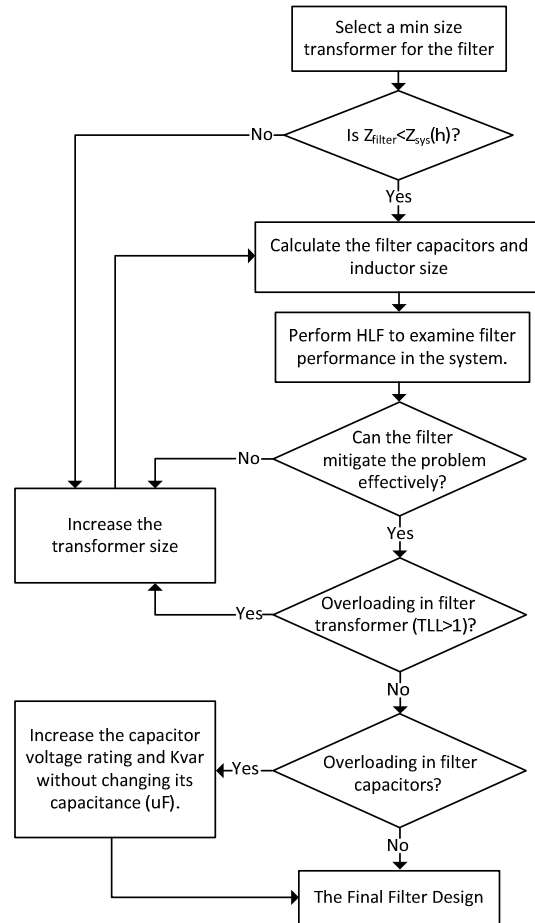 Select a min size
transformer for the filter
Is Zfilter<Zsys(h)?
No
Yes
Calculate the filter capacitors and
inductor size
Perform HLF to examine filter
performance in the system.
Can the filter
mitigate the problem
effectively?
No
Increase the
transformer size
Yes
Overloading in filter
transformer (TLL>1)?
Yes
No
Increase the capacitor
voltage rating and Kvar
without changing its
capacitance (uF).
Yes
Overloading in filter
capacitors?
No
The Final Filter Design